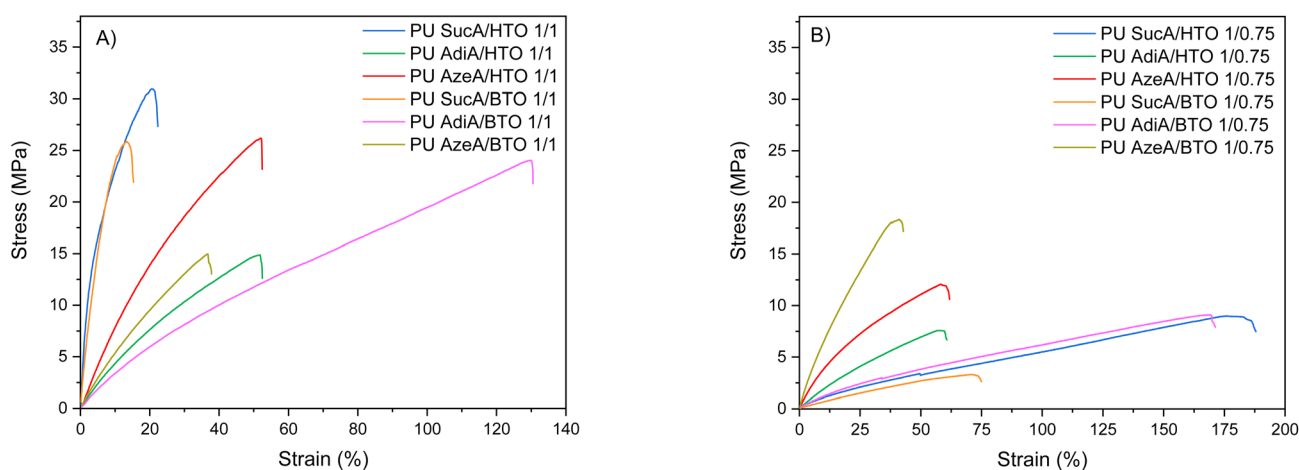 A)
PU SucA/HTO 1/1
PU AdiA/HTO 1/1
PU AzeA/HTO 1/1
PU SucA/BTO 1/1
PU AdiA/BTO 1/1
PU AzeA/BTO 1/1
Stress (MPa)
35
30
25
20
15
10
5
0
0 20 40 60 80 100 120 140
Strain (%)
B)
PU SucA/HTO 1/0.75
PU AdiA/HTO 1/0.75
PU AzeA/HTO 1/0.75
PU SucA/BTO 1/0.75
PU AdiA/BTO 1/0.75
PU AzeA/BTO 1/0.75
Stress (MPa)
35
30
25
20
15
10
5
0
0 25 50 75 100 125 150 175 200
Strain (%)